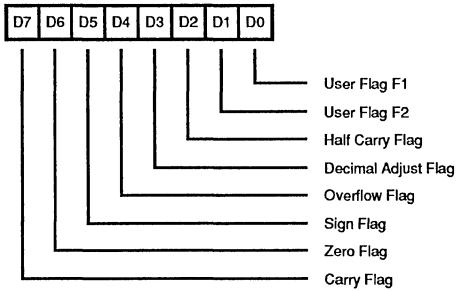 D7 D6 D5 D4 D3 D2 D1 D0
User Flag F1
User Flag F2
Half Carry Flag
Decimal Adjust Flag
Overflow Flag
Sign Flag
Zero Flag
Carry Flag